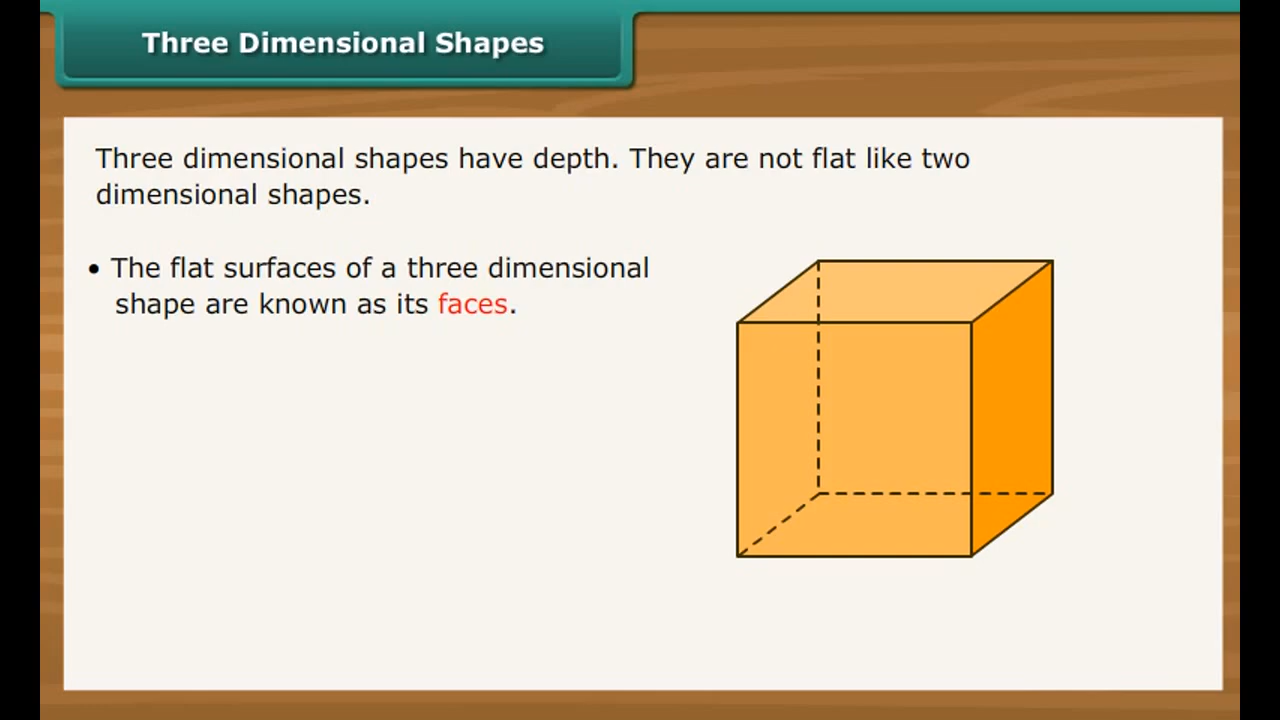 Three Dimensional Shapes
Three dimensional shapes have depth. They are not flat like two
dimensional shapes.
• The flat surfaces of a three dimensional
shape are known as its faces.